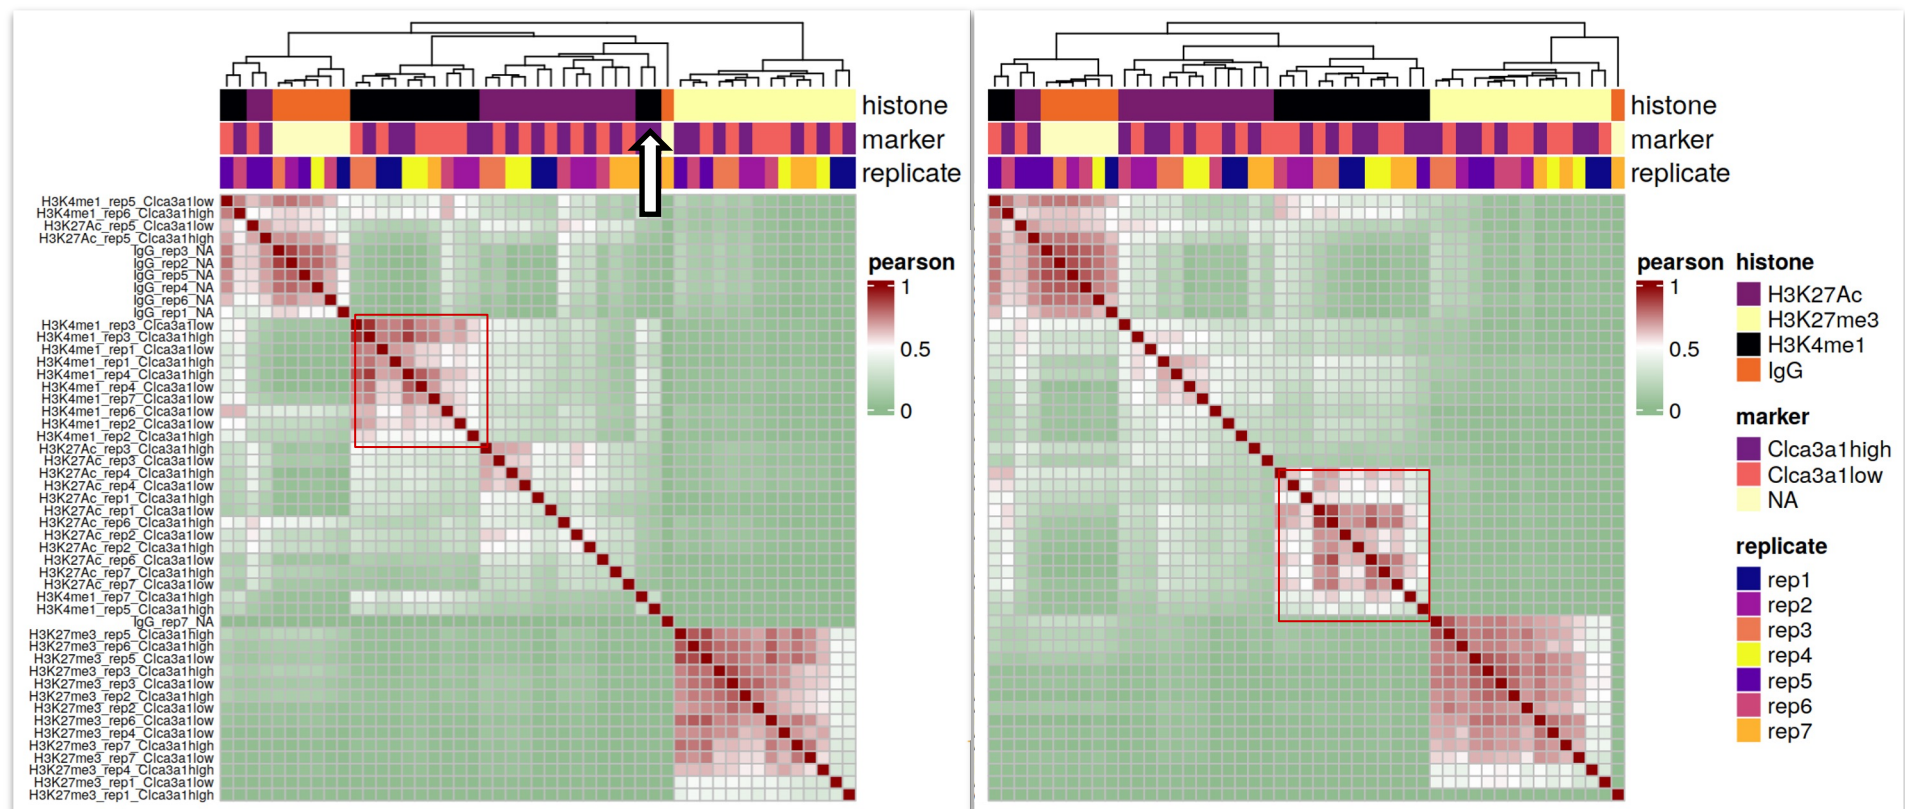 histone
marker
replicate
H3K4me1_rep5_Clca3a1low
H3K4me1_rep6_Clca3a1high
H3K27Ac_rep5_Clca3a1low
H3K27Ac_rep5_Clca3a1high
IgG_rep3_NA
IgG_rep2_NA
IgG_rep5_NA
IgG_rep4_NA
IgG_rep6_NA
IgG_rep1_NA
H3K4me1_rep3_Clca3a1low
H3K4me1_rep3_Clca3a1high
H3K4me1_rep1_Clca3a1low
H3K4me1_rep1_Clca3a1high
H3K4me1_rep4_Clca3a1high
H3K4me1_rep4_Clca3a1low
H3K4me1_rep7_Clca3a1low
H3K4me1_rep6_Clca3a1low
H3K4me1_rep2_Clca3a1low
H3K4me1_rep2_Clca3a1high
H3K27Ac_rep3_Clca3a1high
H3K27Ac_rep3_Clca3a1low
H3K27Ac_rep4_Clca3a1high
H3K27Ac_rep4_Clca3a1low
H3K27Ac_rep1_Clca3a1high
H3K27Ac_rep1_Clca3a1low
H3K27Ac_rep6_Clca3a1high
H3K27Ac_rep2_Clca3a1low
H3K27Ac_rep2_Clca3a1high
H3K27Ac_rep6_Clca3a1low
H3K27Ac_rep7_Clca3a1high
H3K27Ac_rep7_Clca3a1low
H3K4me1_rep7_Clca3a1high
H3K4me1_rep5_Clca3a1high
IgG_rep7_NA
H3K27me3_rep5_Clca3a1high
H3K27me3_rep6_Clca3a1high
H3K27me3_rep5_Clca3a1low
H3K27me3_rep3_Clca3a1high
H3K27me3_rep3_Clca3a1low
H3K27me3_rep2_Clca3a1high
H3K27me3_rep2_Clca3a1low
H3K27me3_rep6_Clca3a1low
H3K27me3_rep4_Clca3a1low
H3K27me3_rep7_Clca3a1high
H3K27me3_rep7_Clca3a1low
H3K27me3_rep4_Clca3a1high
H3K27me3_rep1_Clca3a1low
H3K27me3_rep1_Clca3a1high
pearson
1
0.5
0
histone
marker
replicate
pearson
1
0.5
0
histone
H3K27Ac
H3K27me3
H3K4me1
IgG
marker
Clca3a1high
Clca3a1low
NA
replicate
rep1
rep2
rep3
rep4
rep5
rep6
rep7